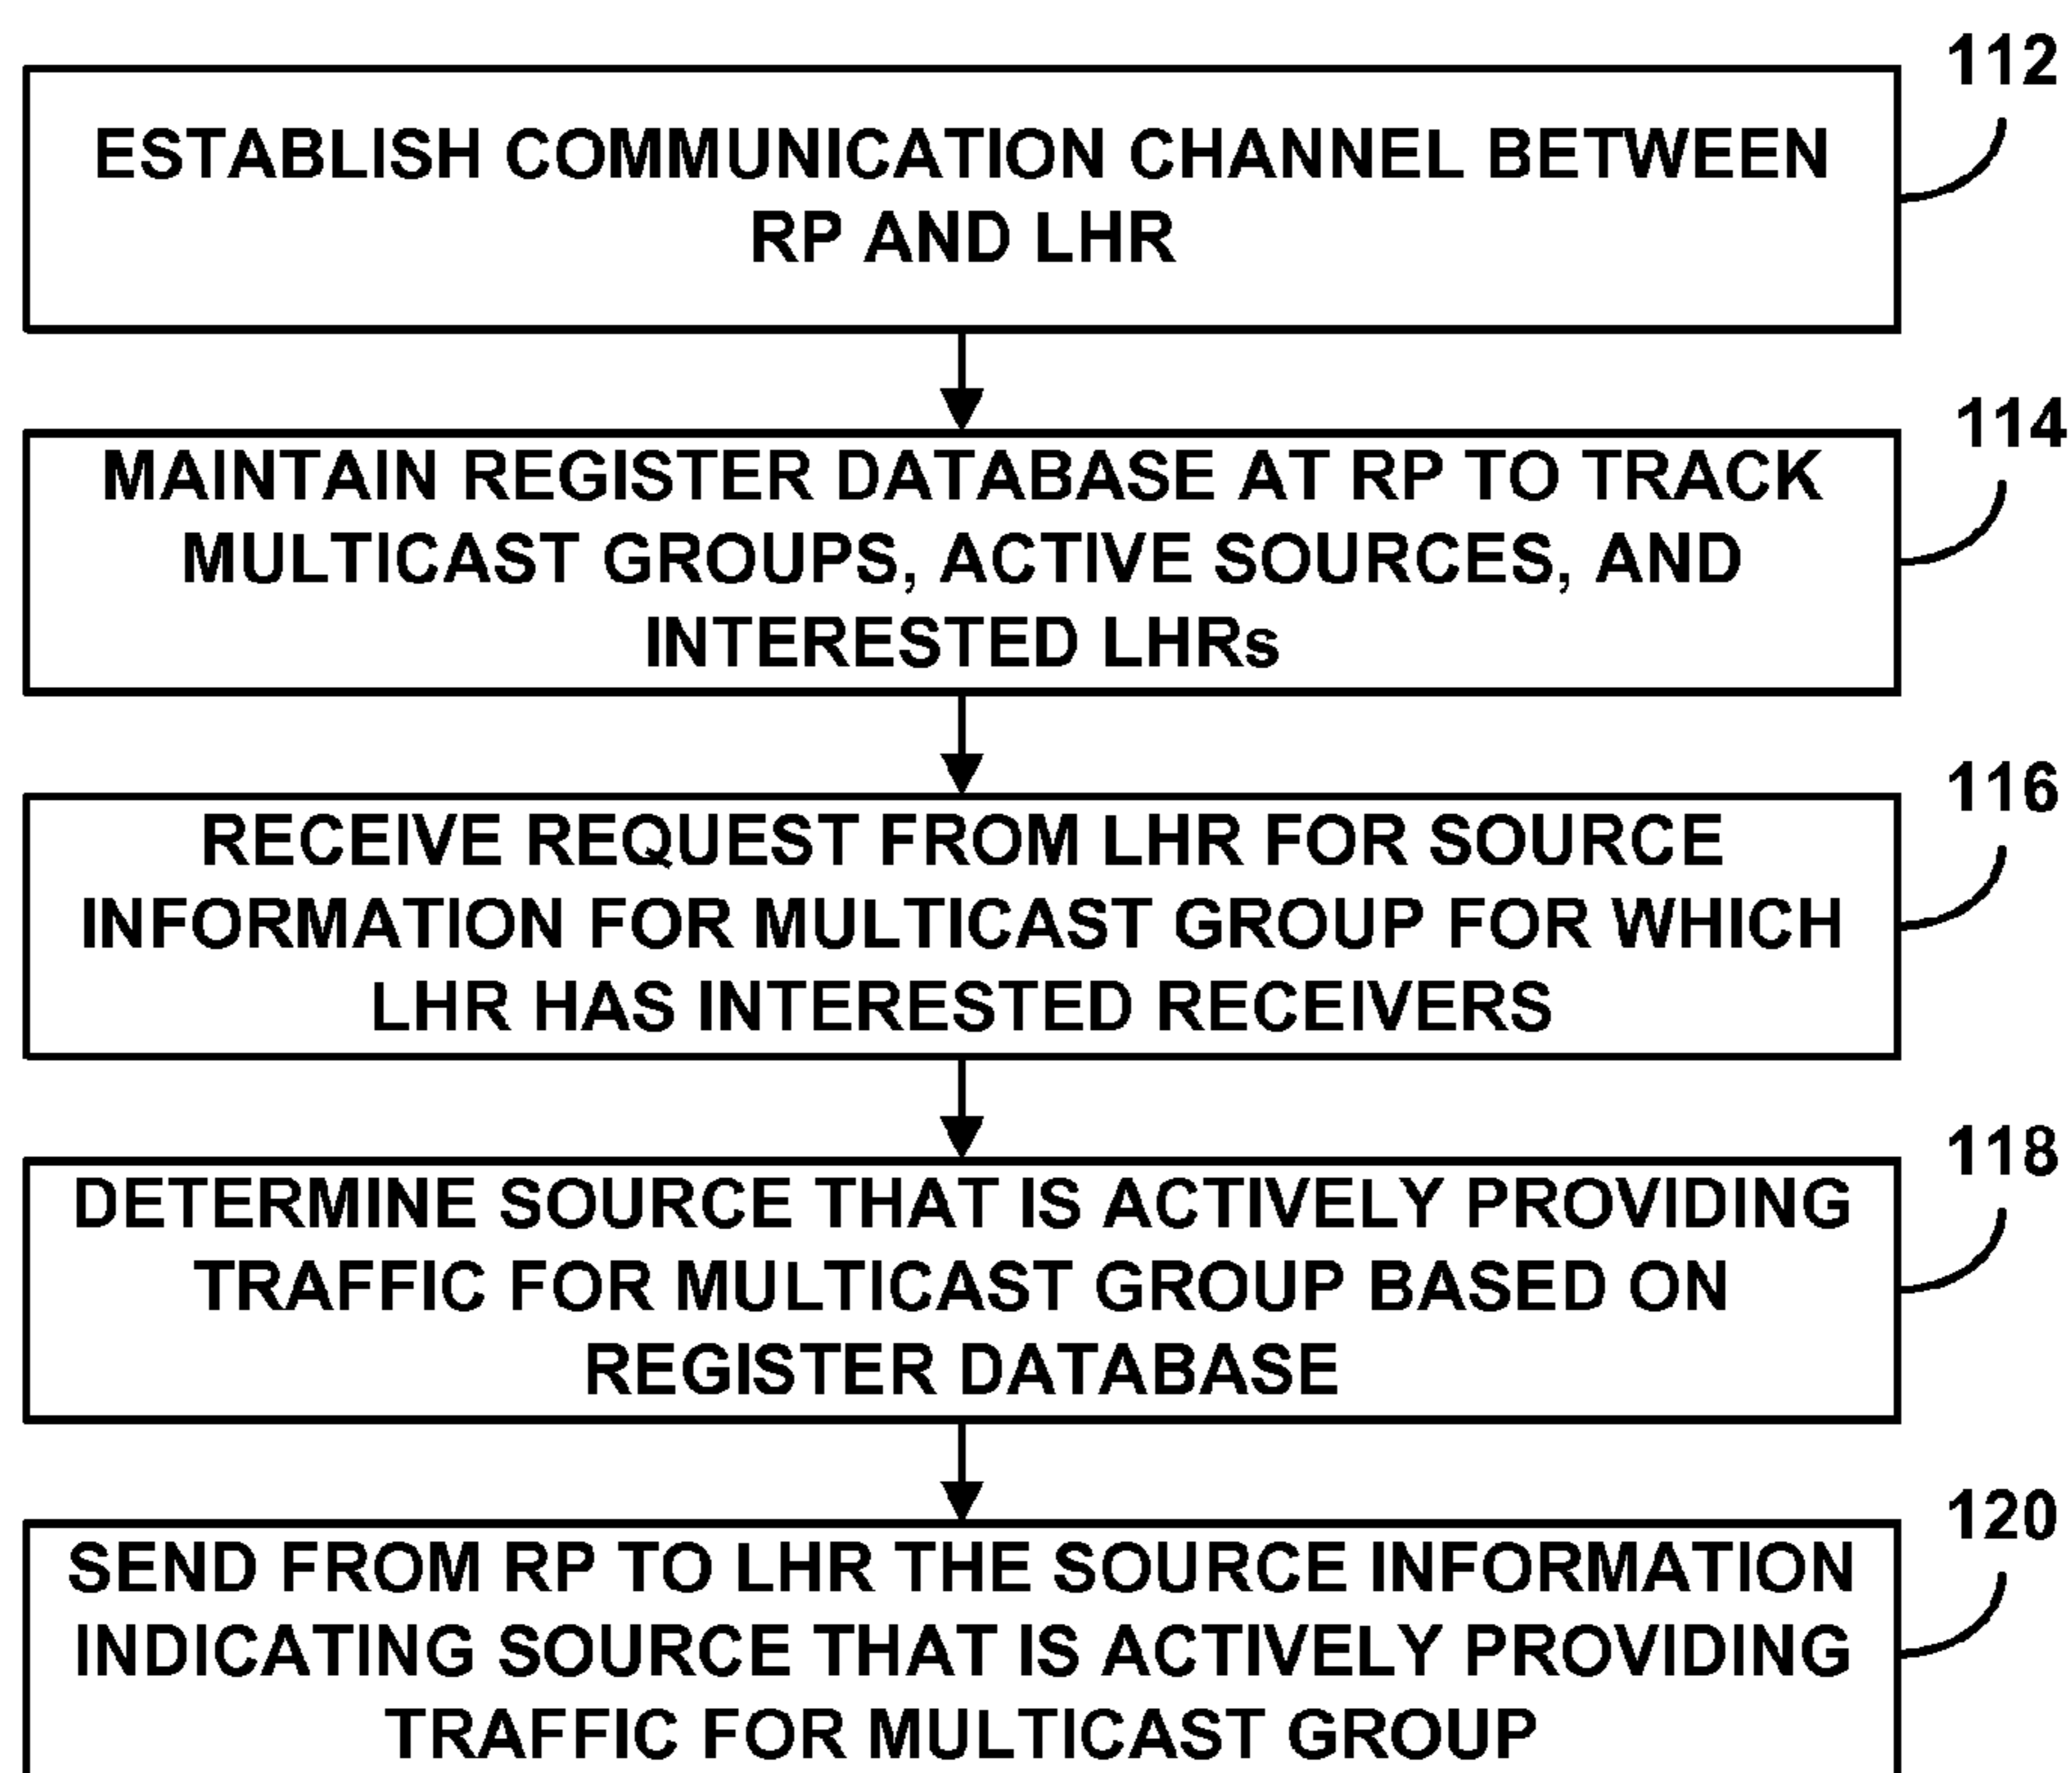 112
ESTABLISH COMMUNICATION CHANNEL BETWEEN
RP AND LHR
114
MAINTAIN REGISTER DATABASE AT RP TO TRACK
MULTICAST GROUPS, ACTIVE SOURCES, AND
INTERESTED LHRs
116
RECEIVE REQUEST FROM LHR FOR SOURCE
INFORMATION FOR MULTICAST GROUP FOR WHICH
LHR HAS INTERESTED RECEIVERS
118
DETERMINE SOURCE THAT IS ACTIVELY PROVIDING
TRAFFIC FOR MULTICAST GROUP BASED ON
REGISTER DATABASE
120
SEND FROM RP TO LHR THE SOURCE INFORMATION
INDICATING SOURCE THAT IS ACTIVELY PROVIDING
TRAFFIC FOR MULTICAST GROUP